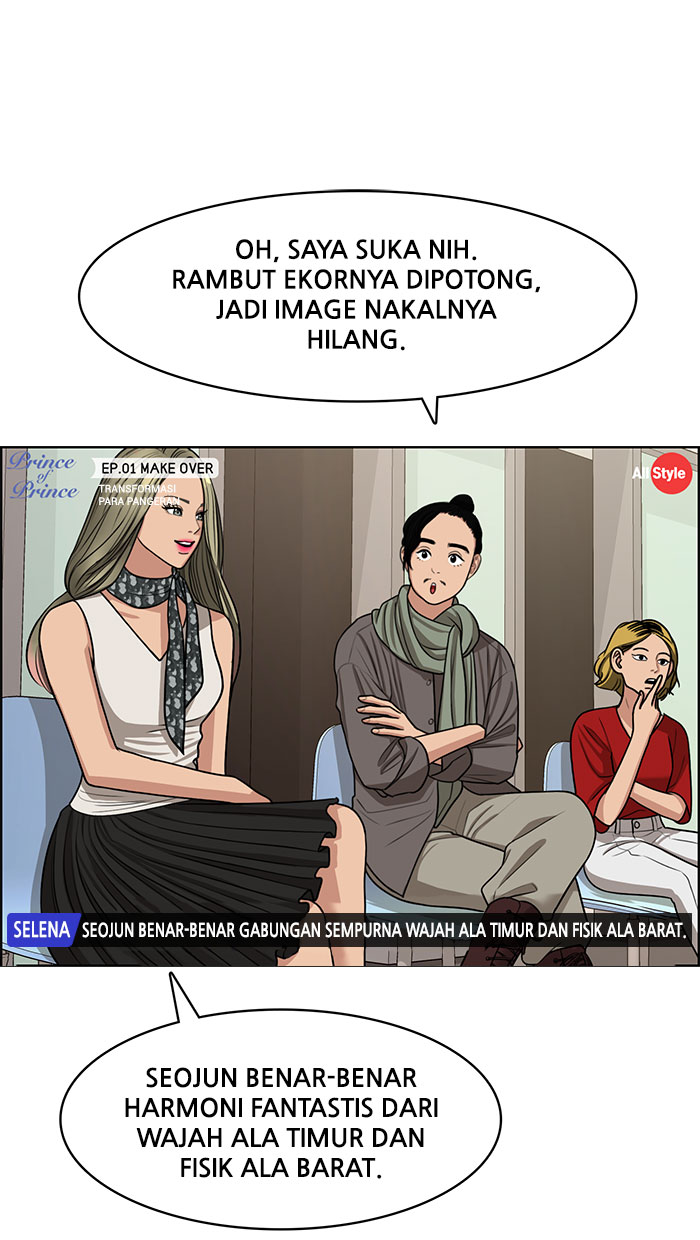 OH, SAYA SUKA NIH.
RAMBUT EKORNYA DIPOTONG,
JADI IMAGE NAKALNYA
HILANG.
Prince
of
Prince
EP.01 MAKE OVER
TRANSFORMASI
PARA PANGERAN
All Style
SELENA SEOJUN BENAR-BENAR GABUNGAN SEMPURNA WAJAH ALA TIMUR DAN FISIK ALA BARAT.
SEOJUN BENAR-BENAR
HARMONI FANTASTIS DARI
WAJAH ALA TIMUR DAN
FISIK ALA BARAT.